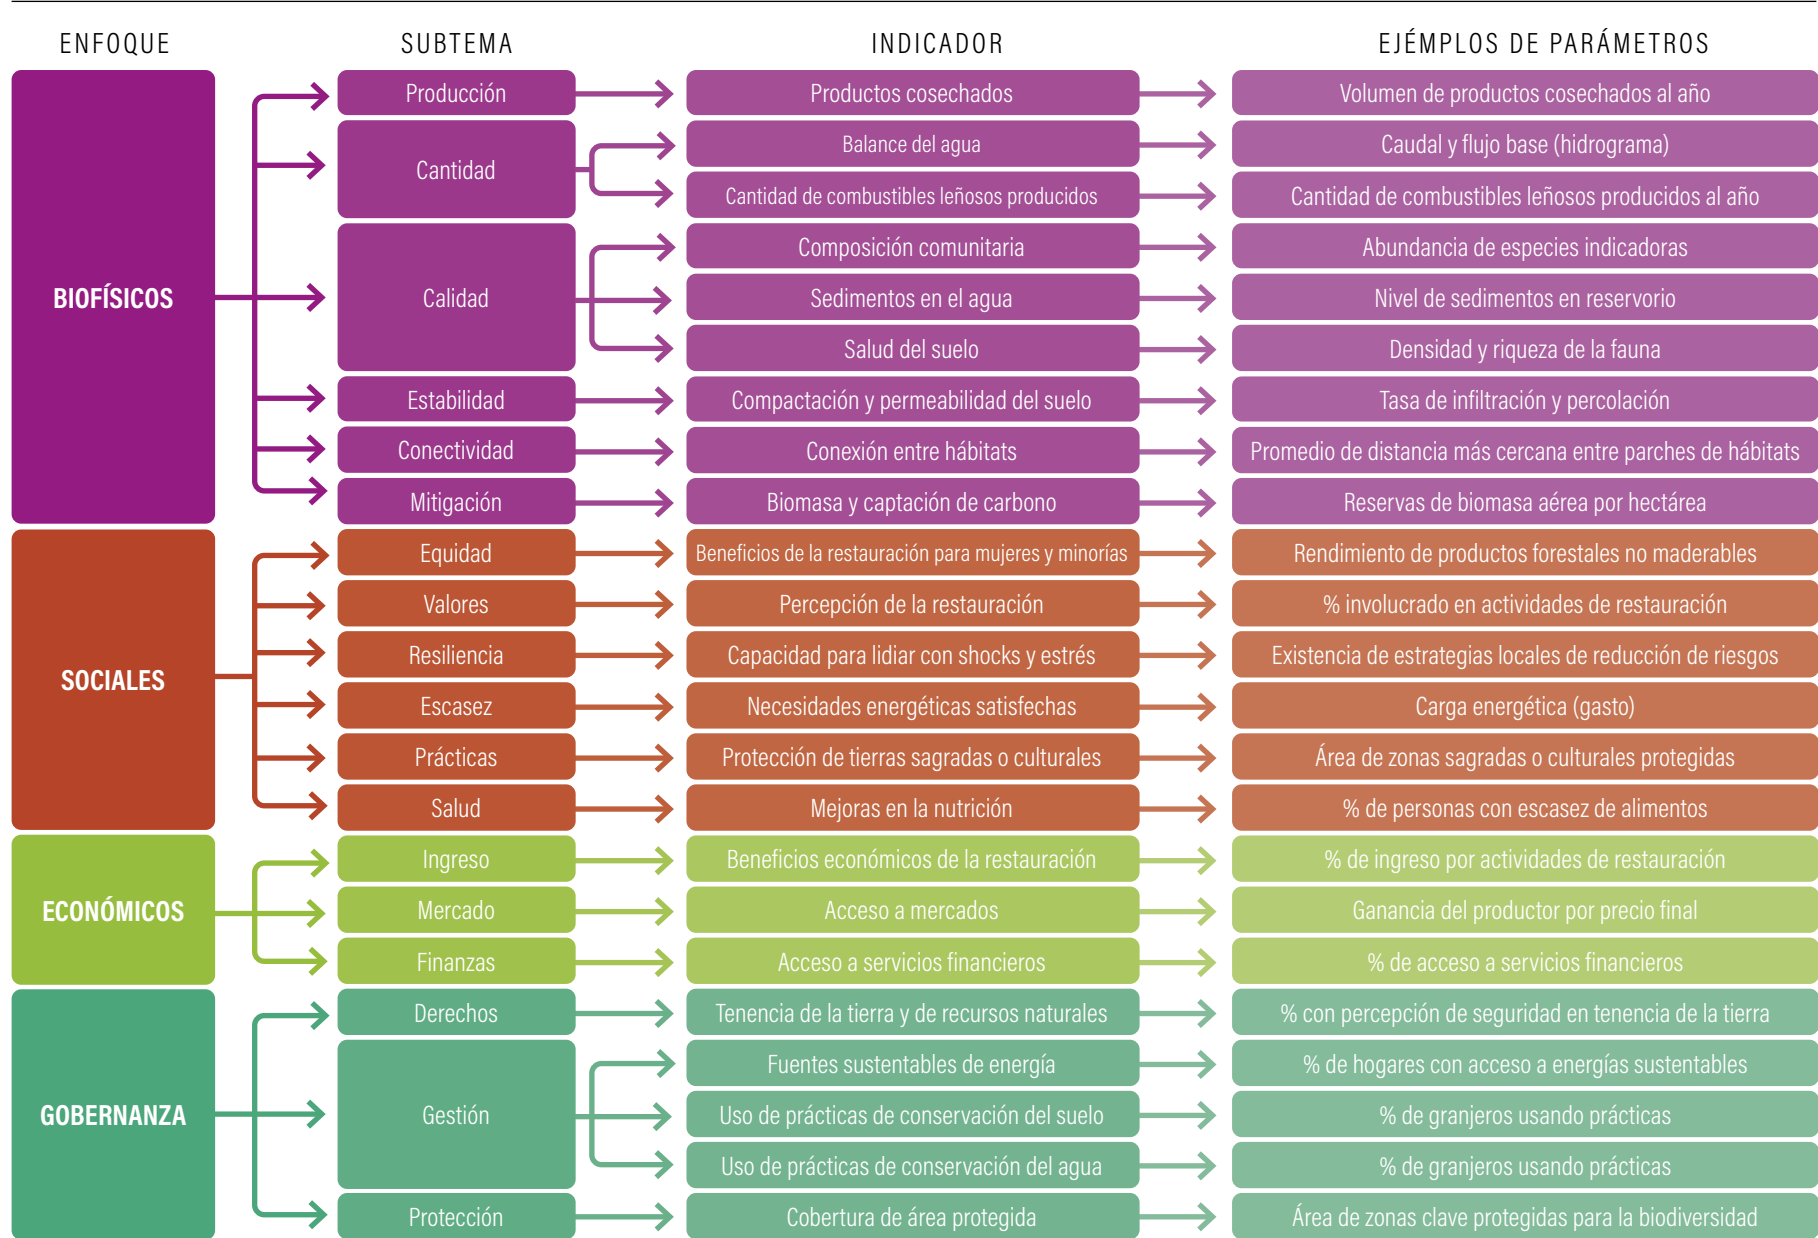 ENFOQUE SUBTEMA INDICADOR EJÉMPLOS DE PARÁMETROS
BIOFÍSICOS
Producción Productos cosechados Volumen de productos cosechados al año
Cantidad
Balance del agua Caudal y flujo base (hidrograma)
Cantidad de combustibles leñosos producidos Cantidad de combustibles leñosos producidos al año
Calidad
Composición comunitaria Abundancia de especies indicadoras
Sedimentos en el agua Nivel de sedimentos en reservorio
Salud del suelo Densidad y riqueza de la fauna
Estabilidad Compactación y permeabilidad del suelo Tasa de infiltración y percolación
Conectividad Conexión entre hábitats Promedio de distancia más cercana entre parches de hábitats
Mitigación Biomasa y captación de carbono Reservas de biomasa aérea por hectárea
SOCIALES
Equidad Beneficios de la restauración para mujeres y minorías Rendimiento de productos forestales no maderables
Valores Percepción de la restauración % involucrado en actividades de restauración
Resiliencia Capacidad para lidiar con shocks y estrés Existencia de estrategias locales de reducción de riesgos
Escasez Necesidades energéticas satisfechas Carga energética (gasto)
Prácticas Protección de tierras sagradas o culturales Área de zonas sagradas o culturales protegidas
Salud Mejoras en la nutrición % de personas con escasez de alimentos
ECONÓMICOS
Ingreso Beneficios económicos de la restauración % de ingreso por actividades de restauración
Mercado Acceso a mercados Ganancia del productor por precio final
Finanzas Acceso a servicios financieros % de acceso a servicios financieros
GOBERNANZA
Derechos Tenencia de la tierra y de recursos naturales % con percepción de seguridad en tenencia de la tierra
Gestión
Fuentes sustentables de energía % de hogares con acceso a energías sustentables
Uso de prácticas de conservación del suelo % de granjeros usando prácticas
Uso de prácticas de conservación del agua % de granjeros usando prácticas
Protección Cobertura de área protegida Área de zonas clave protegidas para la biodiversidad